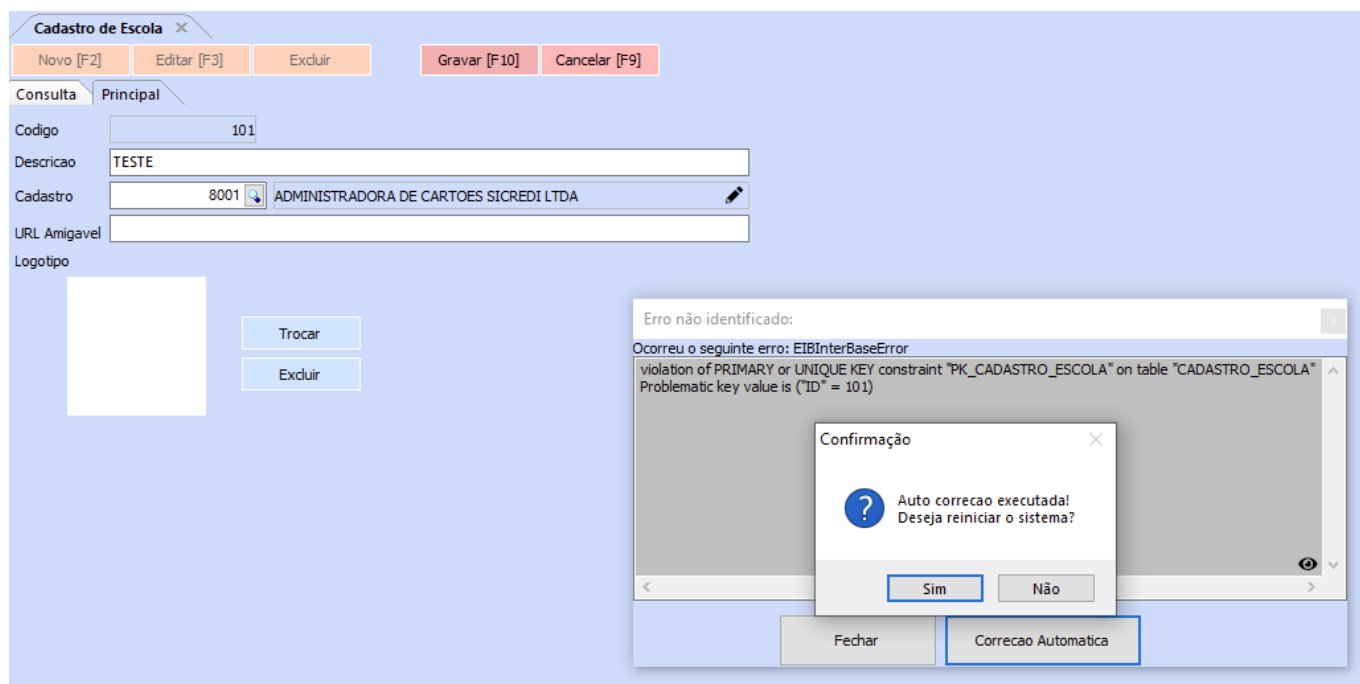 Cadastro de Escola
Novo [F2] Editar [F3] Excluir Gravar [F10] Cancelar [F9]
Consulta Principal
Codigo 101
Descricao TESTE
Cadastro 8001 ADMINISTRADORA DE CARTOES SICREDI LTDA
URL Amigavel
Logotipo
Trocar
Excluir
Erro não identificado:
Ocorreu o seguinte erro: EIBInterBaseError
violation of PRIMARY or UNIQUE KEY constraint "PK_CADASTRO_ESCOLA" on table "CADASTRO_ESCOLA"
Problematic key value is ("ID" = 101)
Confirmação
Auto correcao executada!
Deseja reiniciar o sistema?
Sim Não
Fechar Correcao Automatica